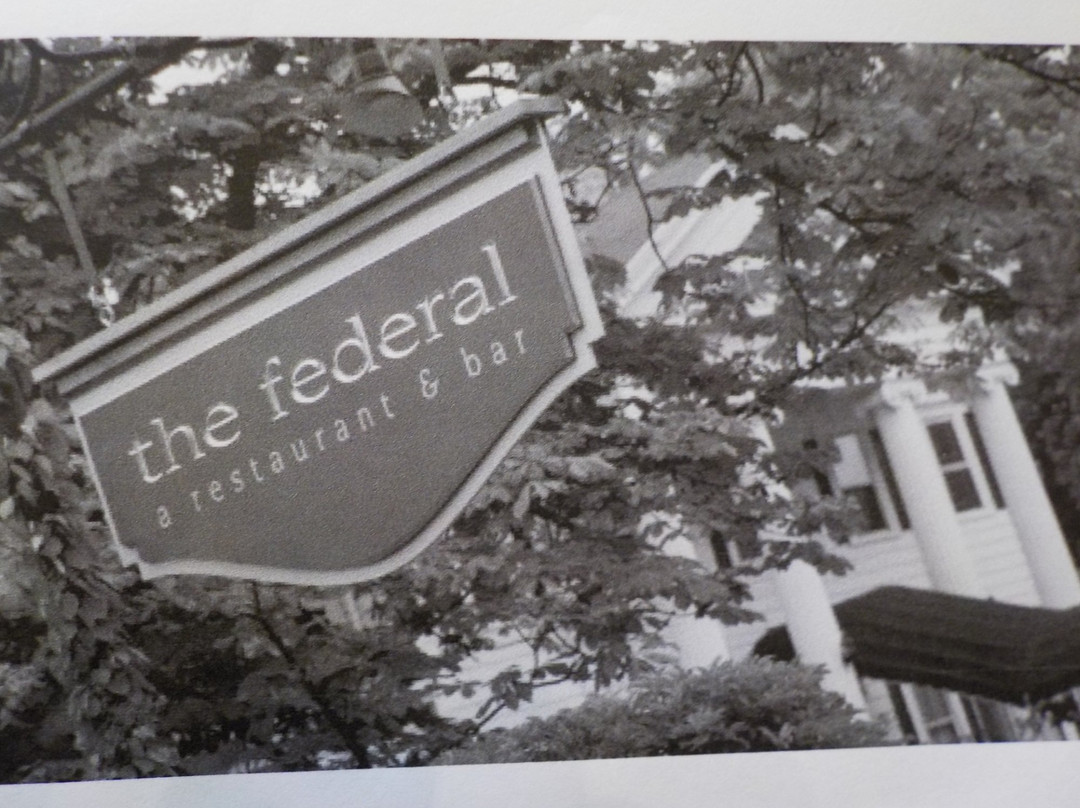 the federal
a restaurant & bar